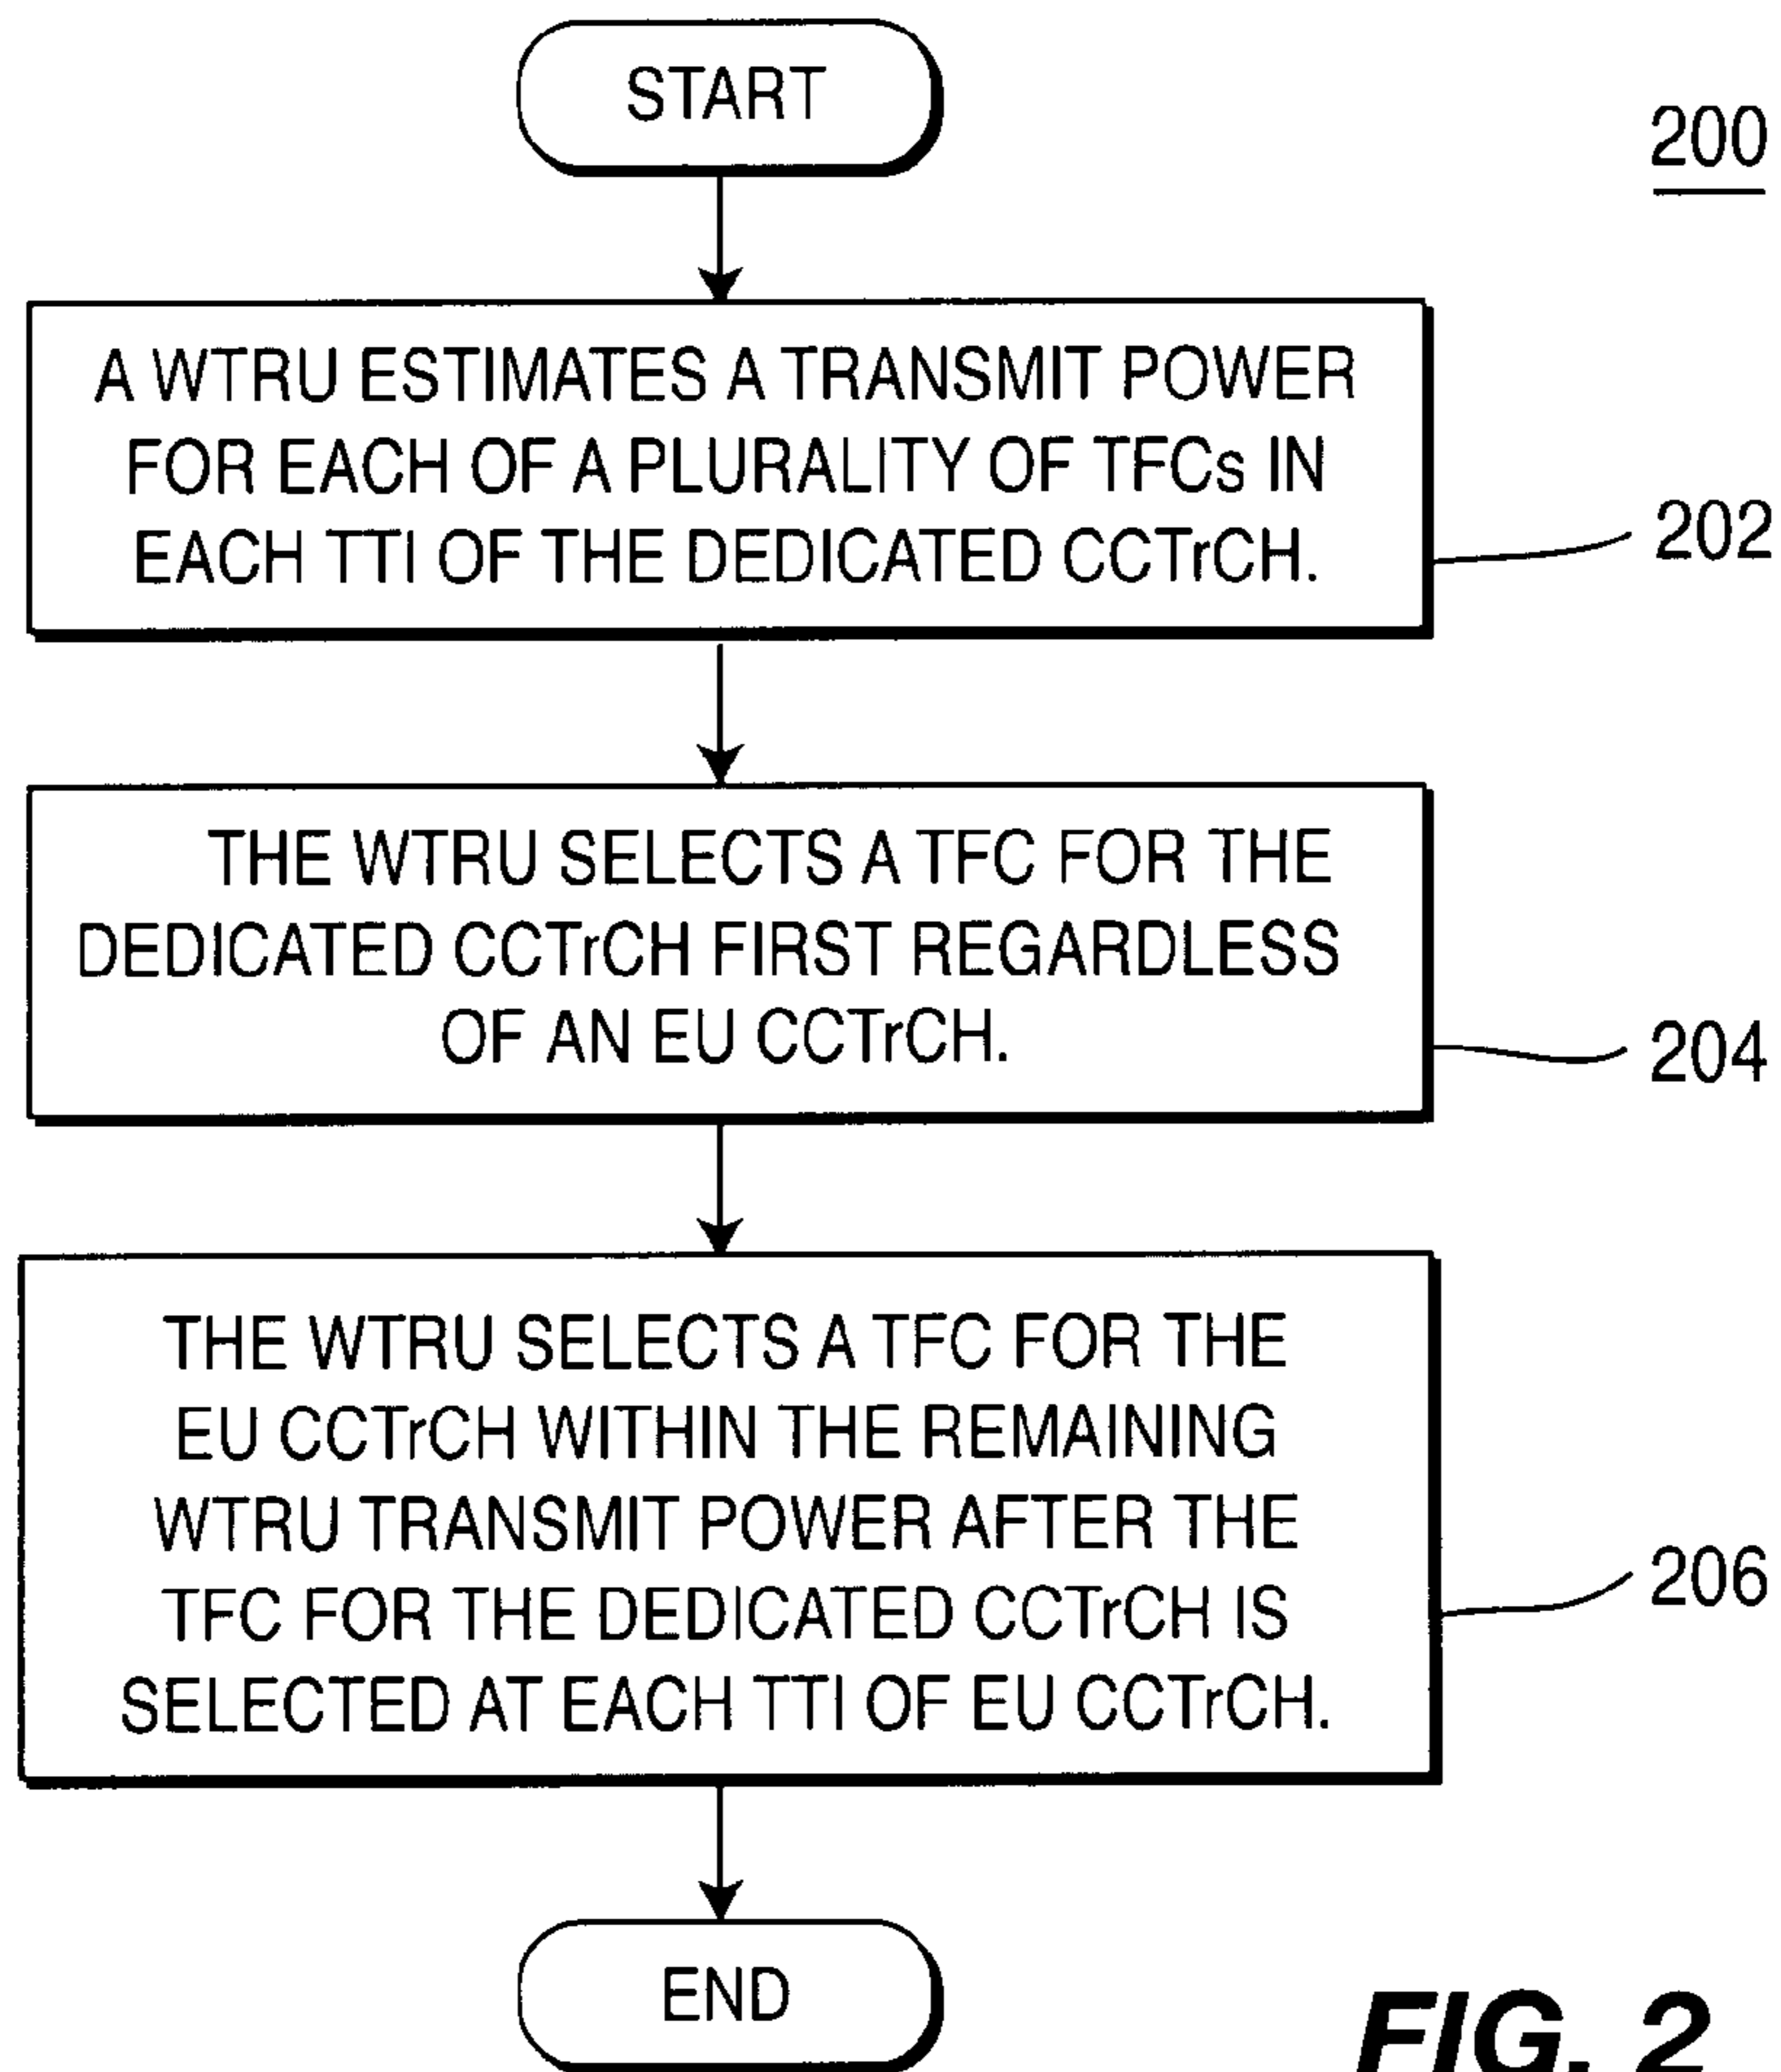 START
200
A WTRU ESTIMATES A TRANSMIT POWER
FOR EACH OF A PLURALITY OF TFCs IN
EACH TTI OF THE DEDICATED CCTrCH.
202
THE WTRU SELECTS A TFC FOR THE
DEDICATED CCTrCH FIRST REGARDLESS
OF AN EU CCTrCH.
204
THE WTRU SELECTS A TFC FOR THE
EU CCTrCH WITHIN THE REMAINING
WTRU TRANSMIT POWER AFTER THE
TFC FOR THE DEDICATED CCTrCH IS
SELECTED AT EACH TTI OF EU CCTrCH.
206
END
FIG. 2